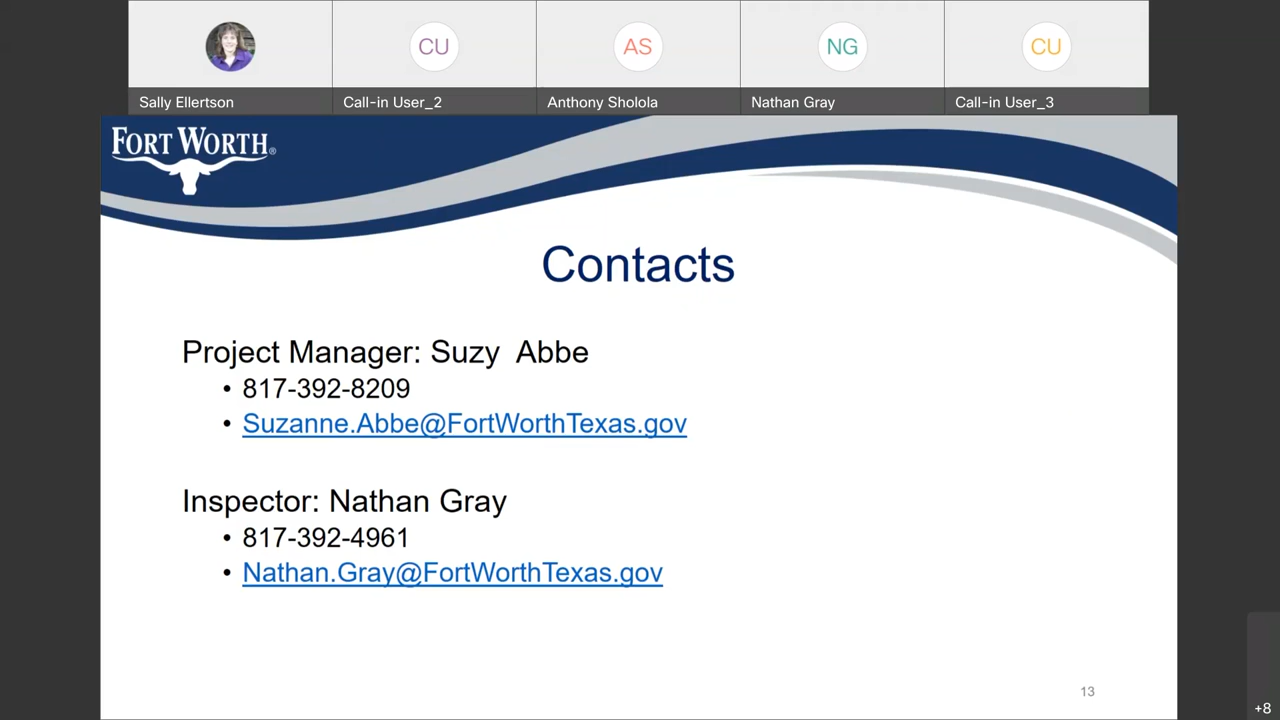 CU
AS
NG
CU
Sally Ellertson
Call-in User_2
Anthony Sholola
Nathan Gray
Call-in User_3
FORT WORTH®
Contacts
Project Manager: Suzy  Abbe
• 817-392-8209
• Suzanne.Abbe@FortWorthTexas.gov
Inspector: Nathan Gray
• 817-392-4961
• Nathan.Gray@FortWorthTexas.gov
13
+8